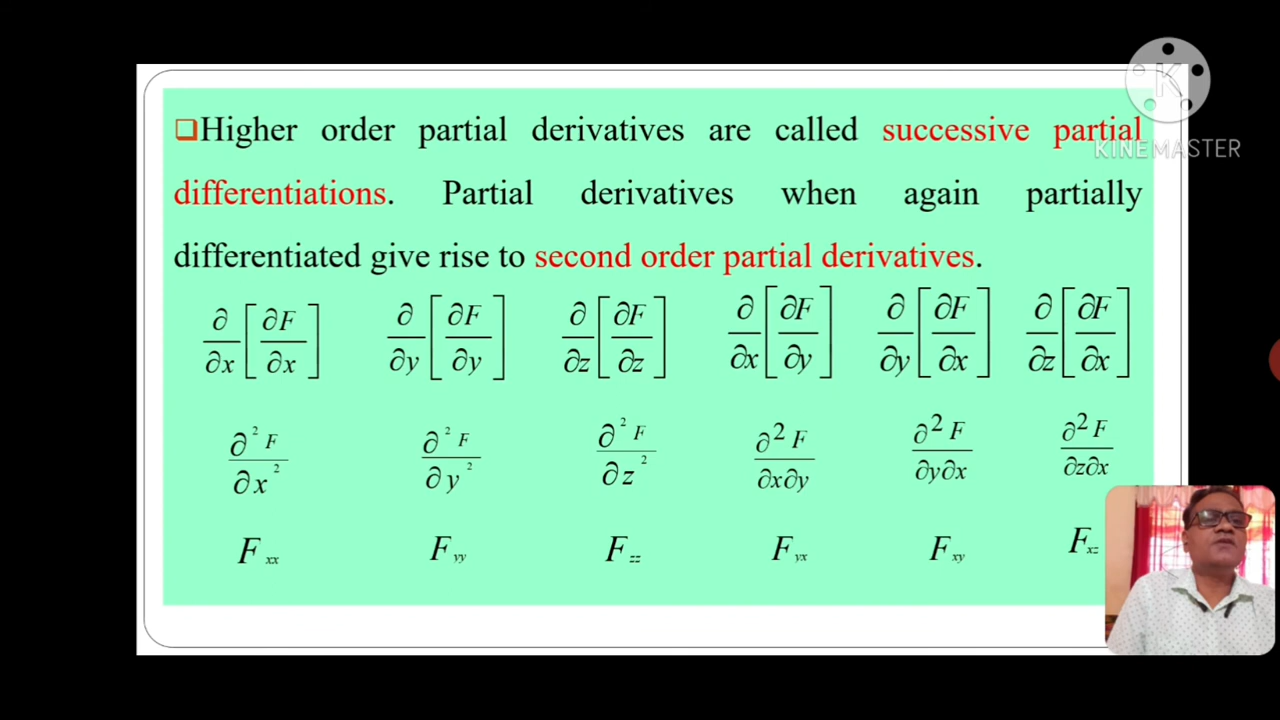 ❑Higher order partial derivatives are called successive partial
differentiations. Partial derivatives when again partially
differentiated give rise to second order partial derivatives.
∂/∂x [∂F/∂x] ∂/∂y [∂F/∂y] ∂/∂z [∂F/∂z] ∂/∂x [∂F/∂y] ∂/∂y [∂F/∂x] ∂/∂z [∂F/∂x]
∂²F/∂x² ∂²F/∂y² ∂²F/∂z² ∂²F/∂x∂y ∂²F/∂y∂x ∂²F/∂z∂x
F_xx F_yy F_zz F_yx F_xy F_xz
K
KINEMASTER